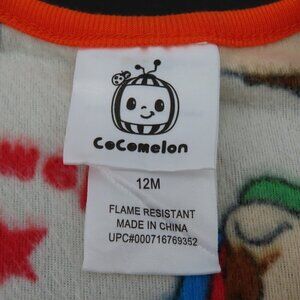 CoComelon
12M
FLAME RESISTANT
MADE IN CHINA
UPC#000716769352